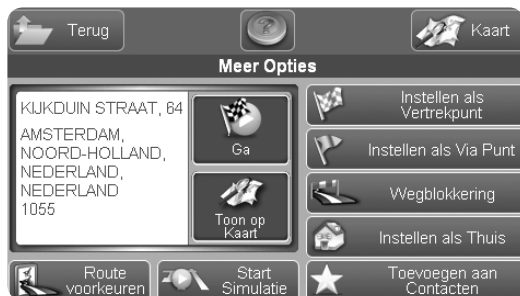 Terug
Kaart
Meer Opties
KIJKDUIN STRAAT, 64
AMSTERDAM,
NOORD-HOLLAND,
NEDERLAND,
NEDERLAND
1055
Ga
Toon op
Kaart
Instellen als
Vertrekpunt
Instellen als Via Punt
Wegblokkering
Instellen als Thuis
Route
voorkeuren
Start
Simulatie
Toevoegen aan
Contacten